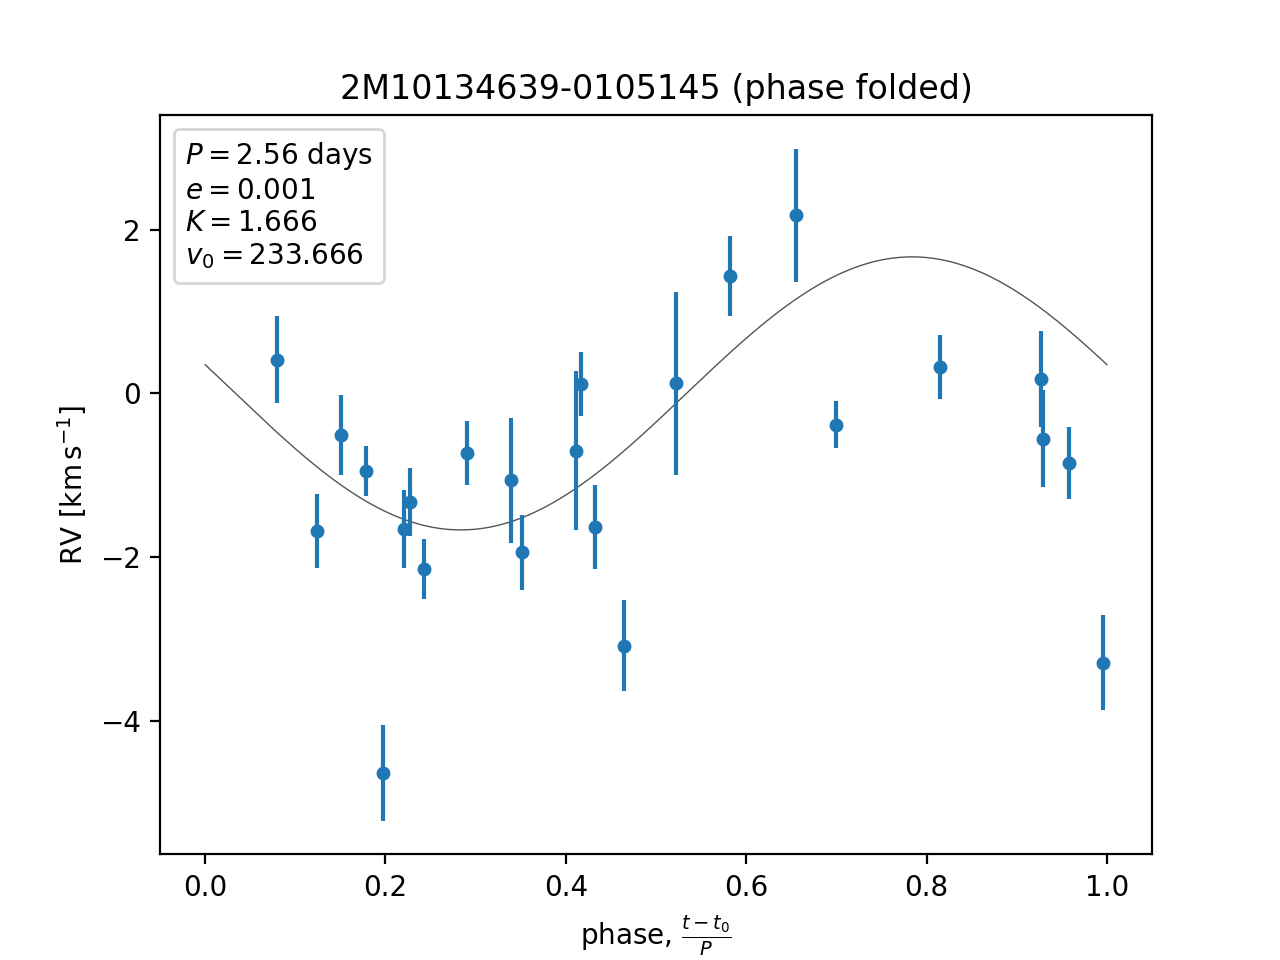 2M10134639-0105145 (phase folded)
P = 2.56 days
e = 0.001
K = 1.666
v₀ = 233.666
RV [km s⁻¹]
2
0
−2
−4
0.0 0.2 0.4 0.6 0.8 1.0
phase, (t − t₀)/P